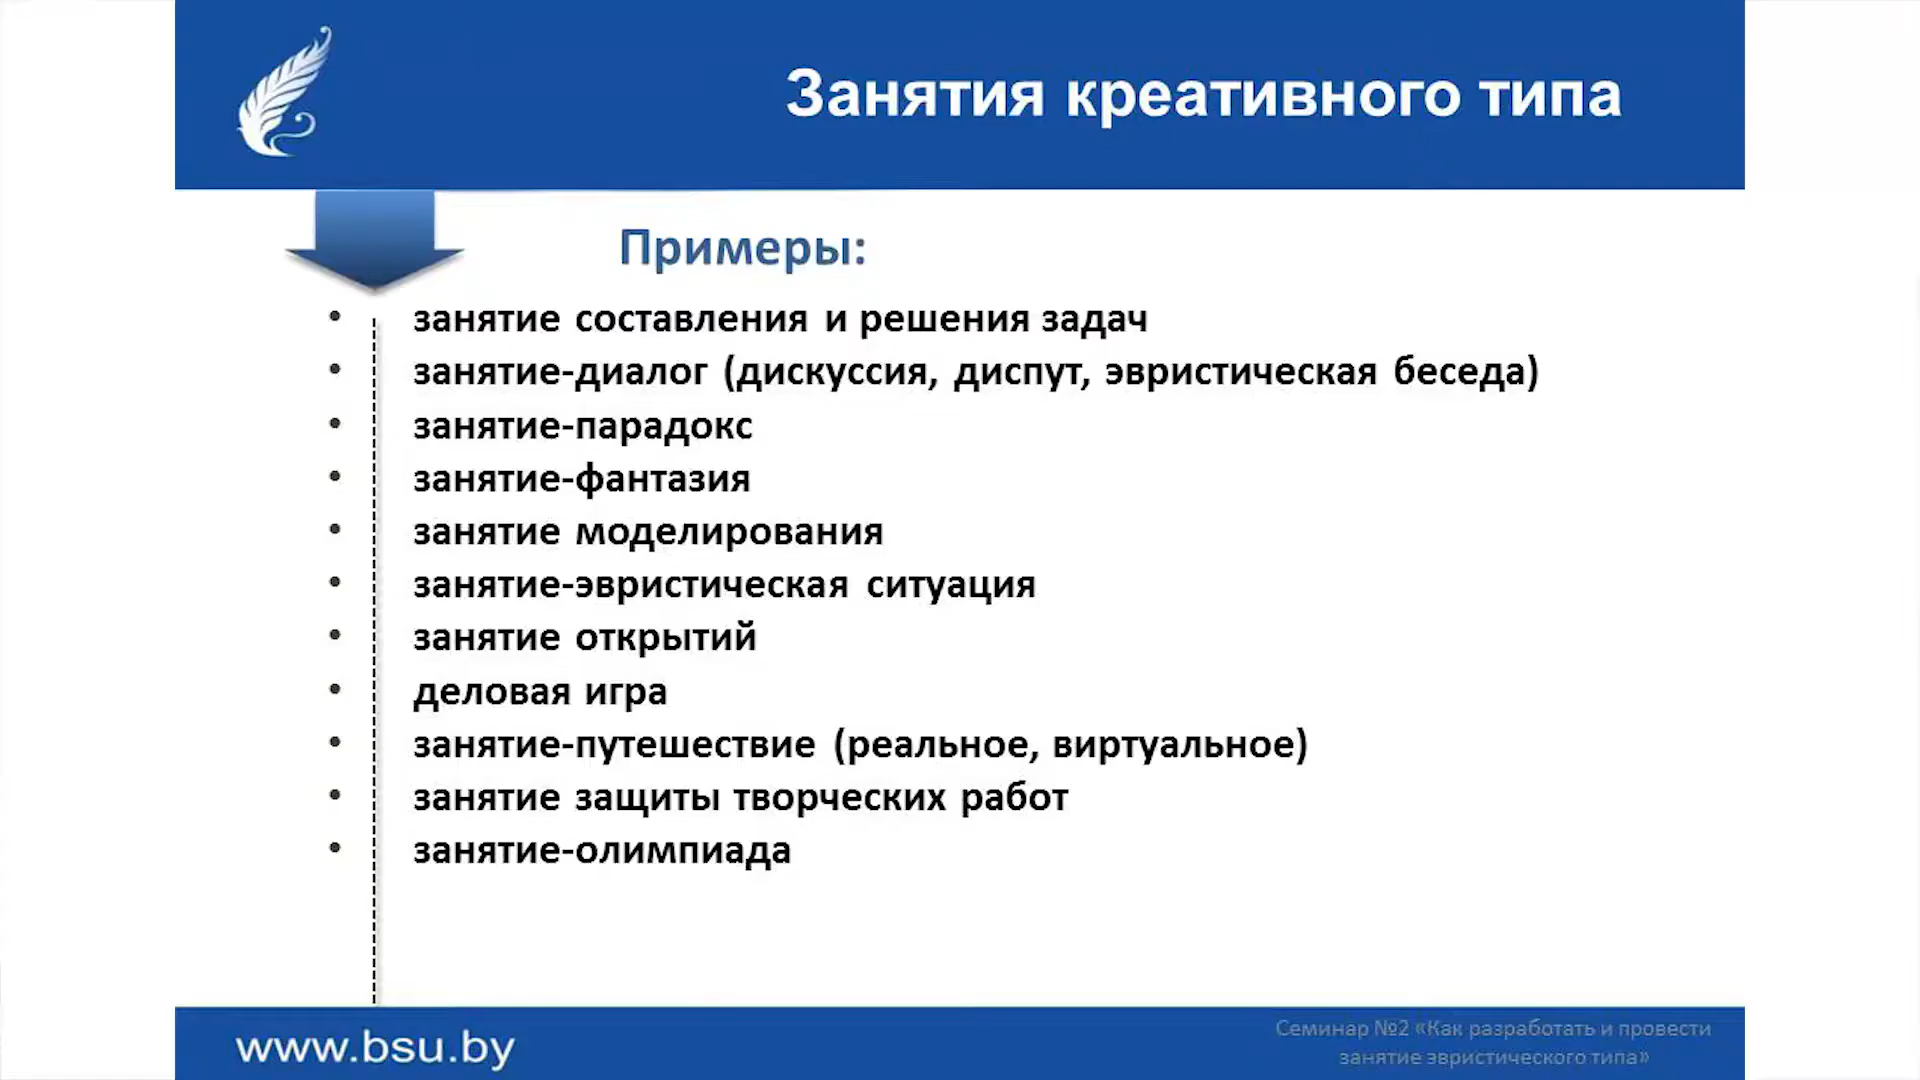 Занятия креативного типа
Примеры:
• занятие составления и решения задач
• занятие-диалог (дискуссия, диспут, эвристическая беседа)
• занятие-парадокс
• занятие-фантазия
• занятие моделирования
• занятие-эвристическая ситуация
• занятие открытий
• деловая игра
• занятие-путешествие (реальное, виртуальное)
• занятие защиты творческих работ
• занятие-олимпиада
www.bsu.by
Семинар №2 «Как разработать и провести
занятие эвристического типа»